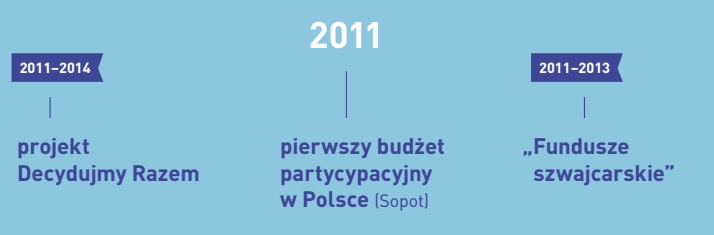 2011
2011–2014
projekt
Decydujmy Razem
pierwszy budżet
partycypacyjny
w Polsce (Sopot)
2011–2013
„Fundusze
szwajcarskie”